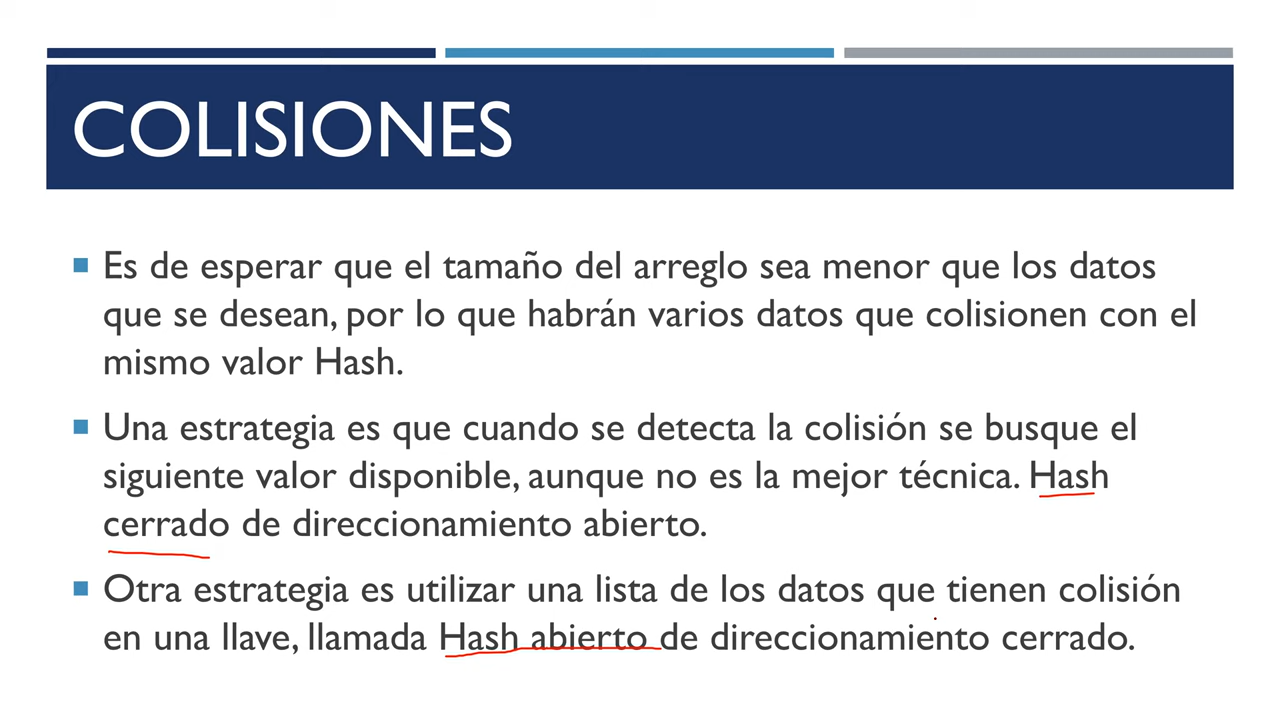 COLISIONES
Es de esperar que el tamaño del arreglo sea menor que los datos
que se desean, por lo que habrán varios datos que colisionen con el
mismo valor Hash.
Una estrategia es que cuando se detecta la colisión se busque el
siguiente valor disponible, aunque no es la mejor técnica. Hash
cerrado de direccionamiento abierto.
Otra estrategia es utilizar una lista de los datos que tienen colisión
en una llave, llamada Hash abierto de direccionamiento cerrado.